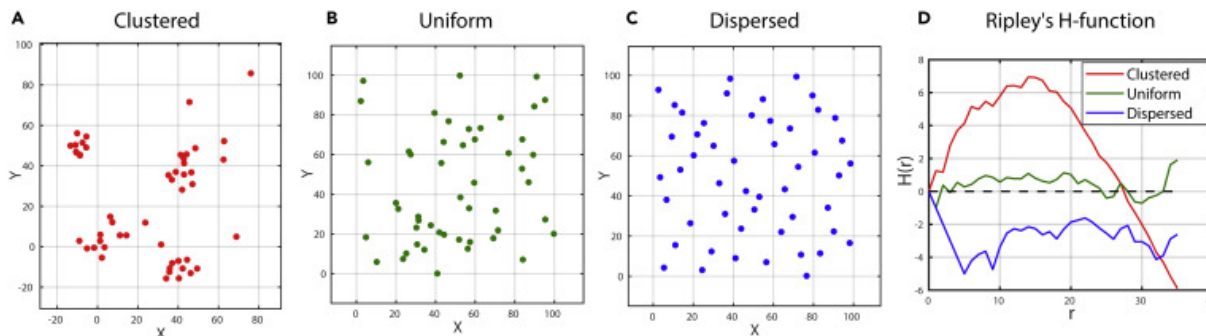 A Clustered
100
80
60
40
20
0
-20
Y
-20 0 20 40 60 80
X
B Uniform
100
80
60
40
20
0
Y
0 20 40 60 80 100
X
C Dispersed
100
80
60
40
20
0
Y
0 20 40 60 80 100
X
D Ripley's H-function
8
6
4
2
0
-2
-4
-6
H(r)
0 10 20 30
r
Clustered
Uniform
Dispersed